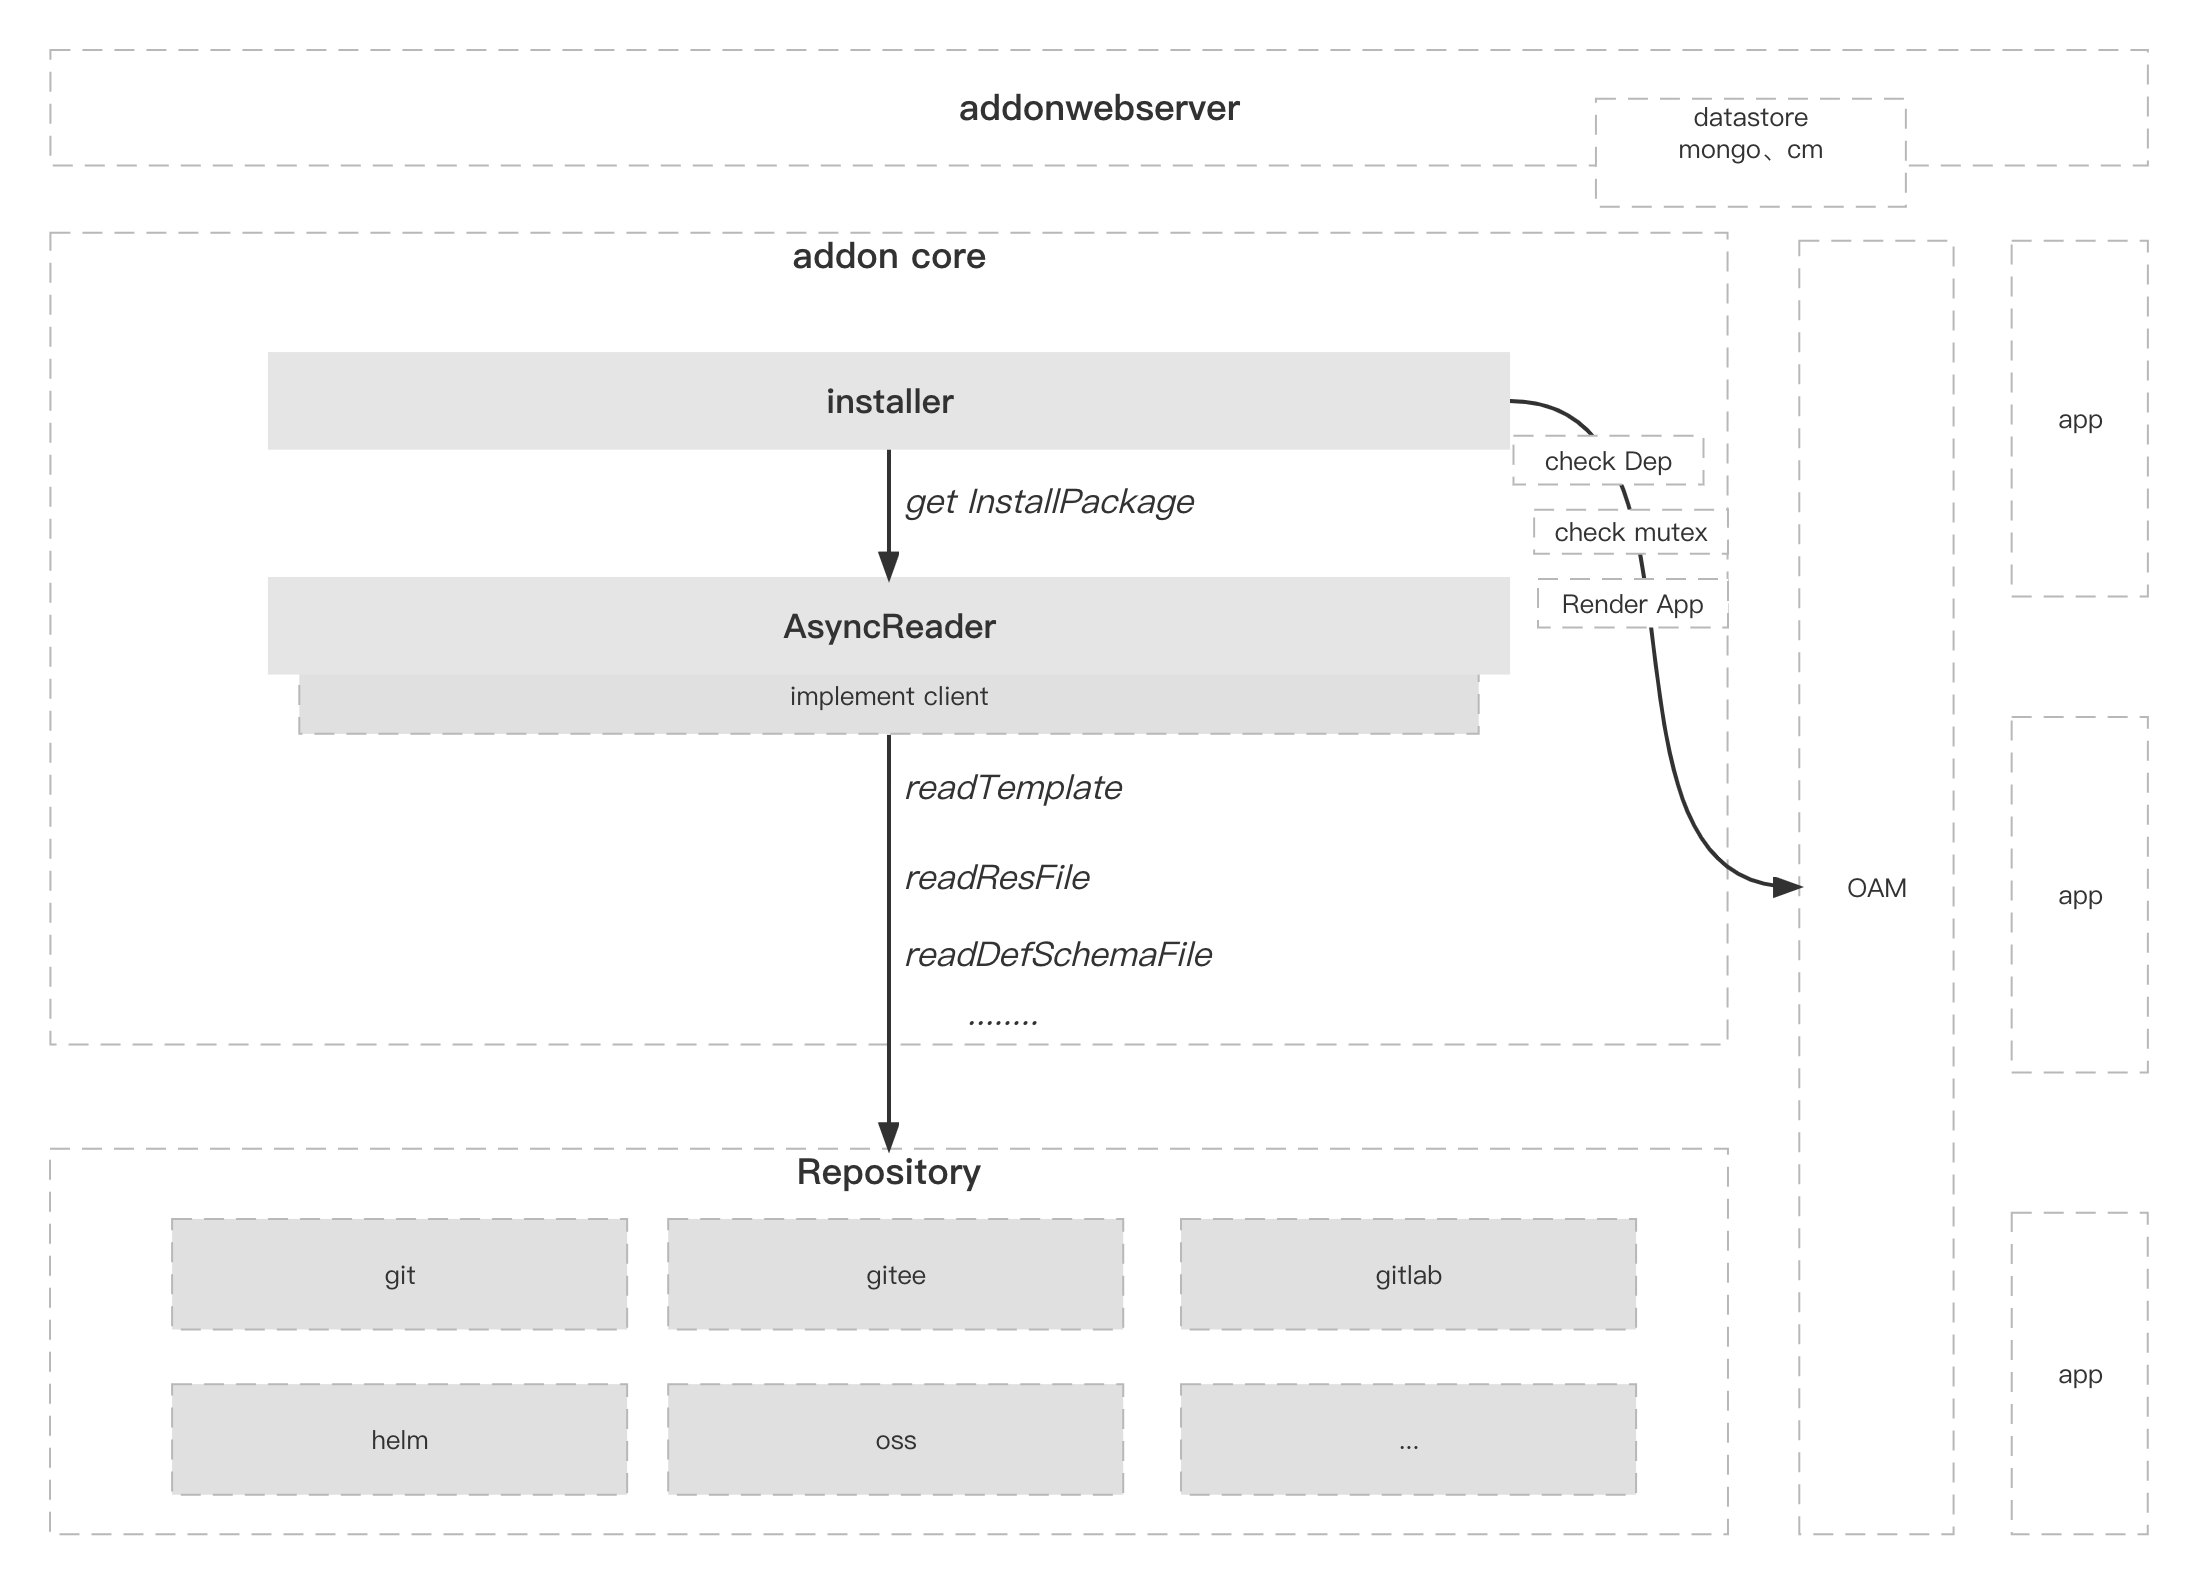 addonwebserver
datastore
mongo、cm
addon core
installer
check Dep
get InstallPackage
check mutex
Render App
AsyncReader
implement client
readTemplate
readResFile
readDefSchemaFile
........
OAM
app
app
app
Repository
git
gitee
gitlab
helm
oss
...